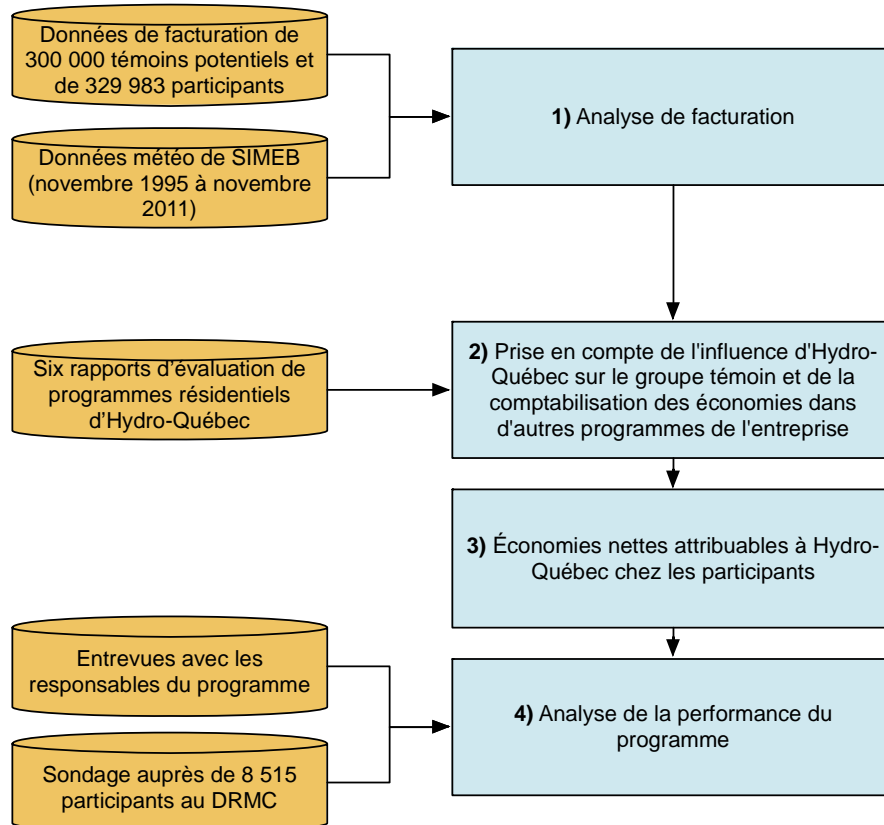 Données de facturation de
300 000 témoins potentiels et
de 329 983 participants
1) Analyse de facturation
Données météo de SIMEB
(novembre 1995 à novembre
2011)
2) Prise en compte de l'influence d'Hydro-
Québec sur le groupe témoin et de la
comptabilisation des économies dans
d'autres programmes de l'entreprise
Six rapports d’évaluation de
programmes résidentiels
d’Hydro-Québec
3) Économies nettes attribuables à Hydro-
Québec chez les participants
Entrevues avec les
responsables du programme
4) Analyse de la performance du
programme
Sondage auprès de 8 515
participants au DRMC